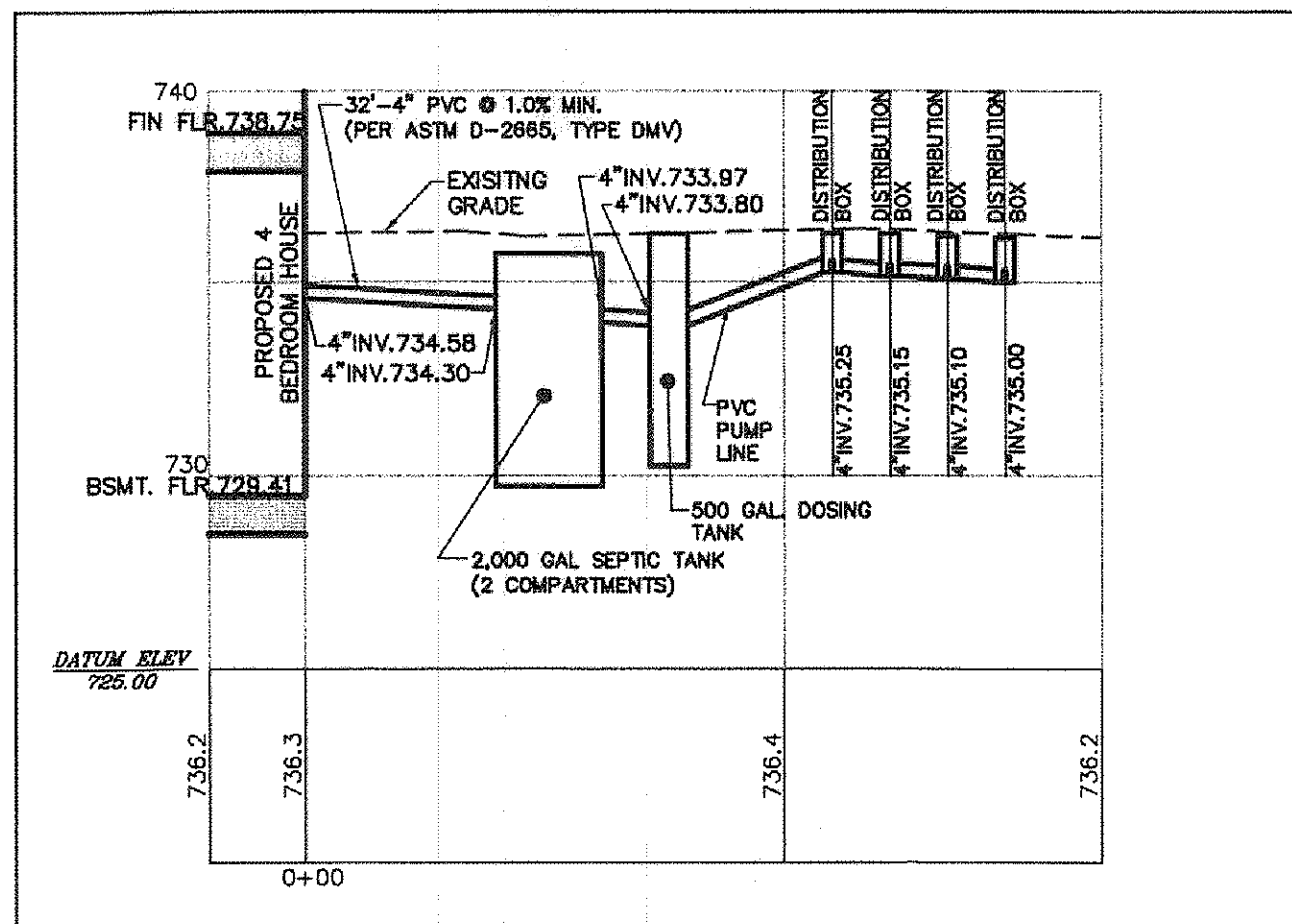 740
FIN FLR.738.75
32'-4" PVC @ 1.0% MIN.
(PER ASTM D-2665, TYPE DMV)
EXISITNG
GRADE
4"INV.733.97
4"INV.733.80
DISTRIBUTION
BOX
DISTRIBUTION
BOX
DISTRIBUTION
BOX
DISTRIBUTION
BOX
PROPOSED 4
BEDROOM HOUSE
4"INV.734.58
4"INV.734.30
PVC
PUMP
LINE
4"INV.735.25
4"INV.735.15
4"INV.735.10
4"INV.735.00
730
BSMT. FLR.729.41
500 GAL. DOSING
TANK
2,000 GAL SEPTIC TANK
(2 COMPARTMENTS)
DATUM ELEV
725.00
736.2
736.3
736.4
736.2
0+00